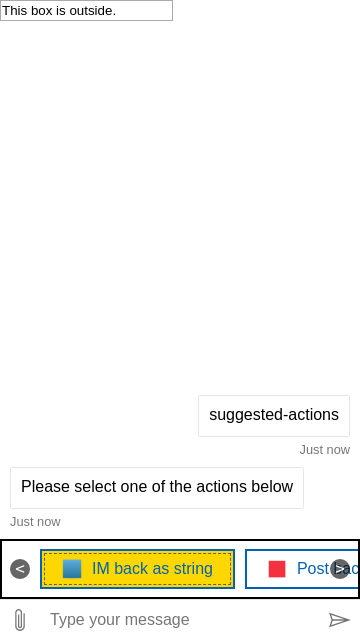 This box is outside.
suggested-actions
Just now
Please select one of the actions below
Just now
< IM back as string Post >
Type your message